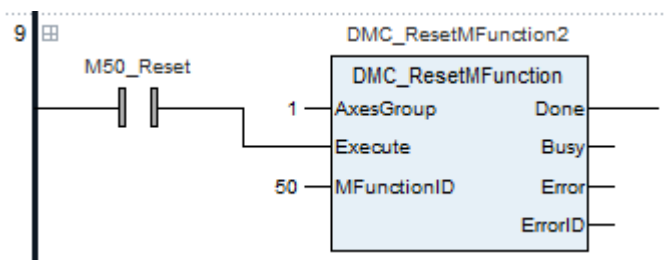 9 DMC_ResetMFunction2
M50_Reset DMC_ResetMFunction
1 AxesGroup Done
Execute Busy
50 MFunctionID Error
ErrorID